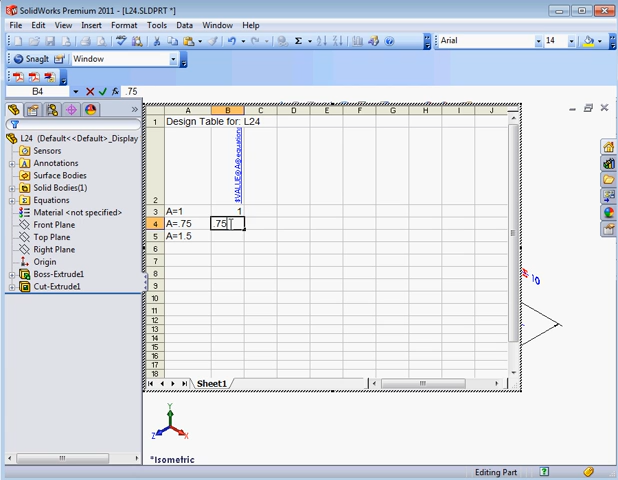 SolidWorks Premium 2011 - [L24.SLDPRT *]
File Edit View Insert Format Tools Data Window Help
Arial 14
SnagIt Window
B4 .75
L24 (Default<<Default>_Display
Sensors
Annotations
Surface Bodies
Solid Bodies(1)
Equations
Material <not specified>
Front Plane
Top Plane
Right Plane
Origin
Boss-Extrude1
Cut-Extrude1
A B C D E F G H I J
1 Design Table for: L24
2 $VALUE@A@equations
3 A=1 1
4 A=.75 .75
5 A=1.5
6
7
8
9
10
11
12
13
14
15
16
17
18
Sheet1
Y
Z X
*Isometric
Editing Part